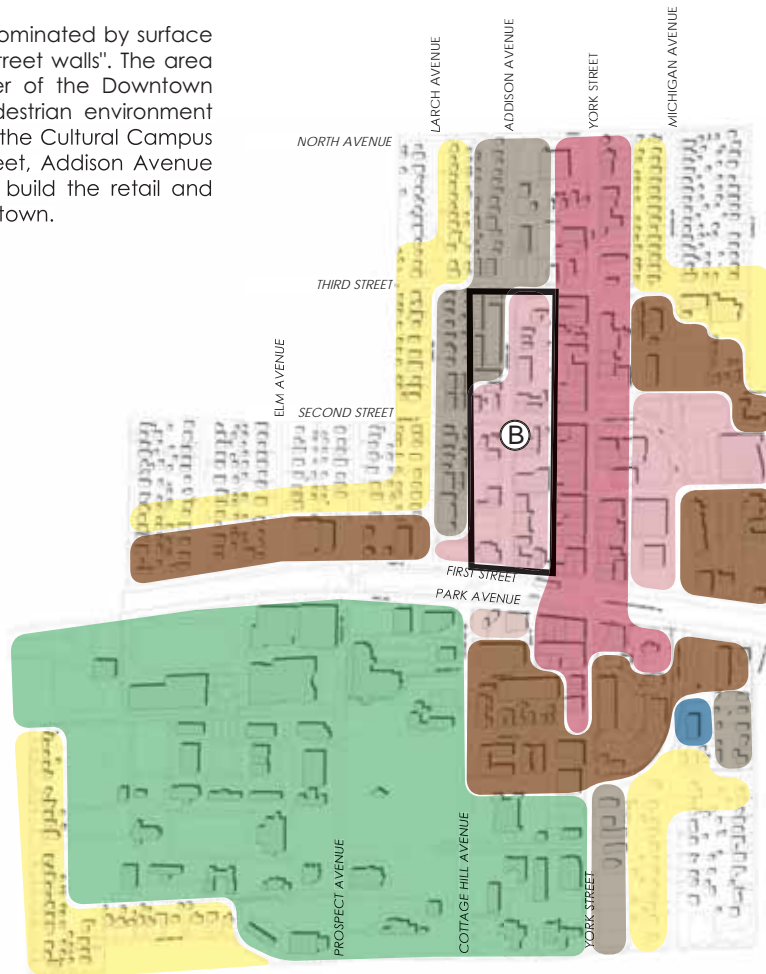 ominated by surface
treet walls". The area
er of the Downtown
destrian environment
the Cultural Campus
eet, Addison Avenue
build the retail and
town.
LARCH AVENUE
ADDISON AVENUE
YORK STREET
MICHIGAN AVENUE
NORTH AVENUE
THIRD STREET
ELM AVENUE
SECOND STREET
B
FIRST STREET
PARK AVENUE
PROSPECT AVENUE
COTTAGE HILL AVENUE
YORK STREET